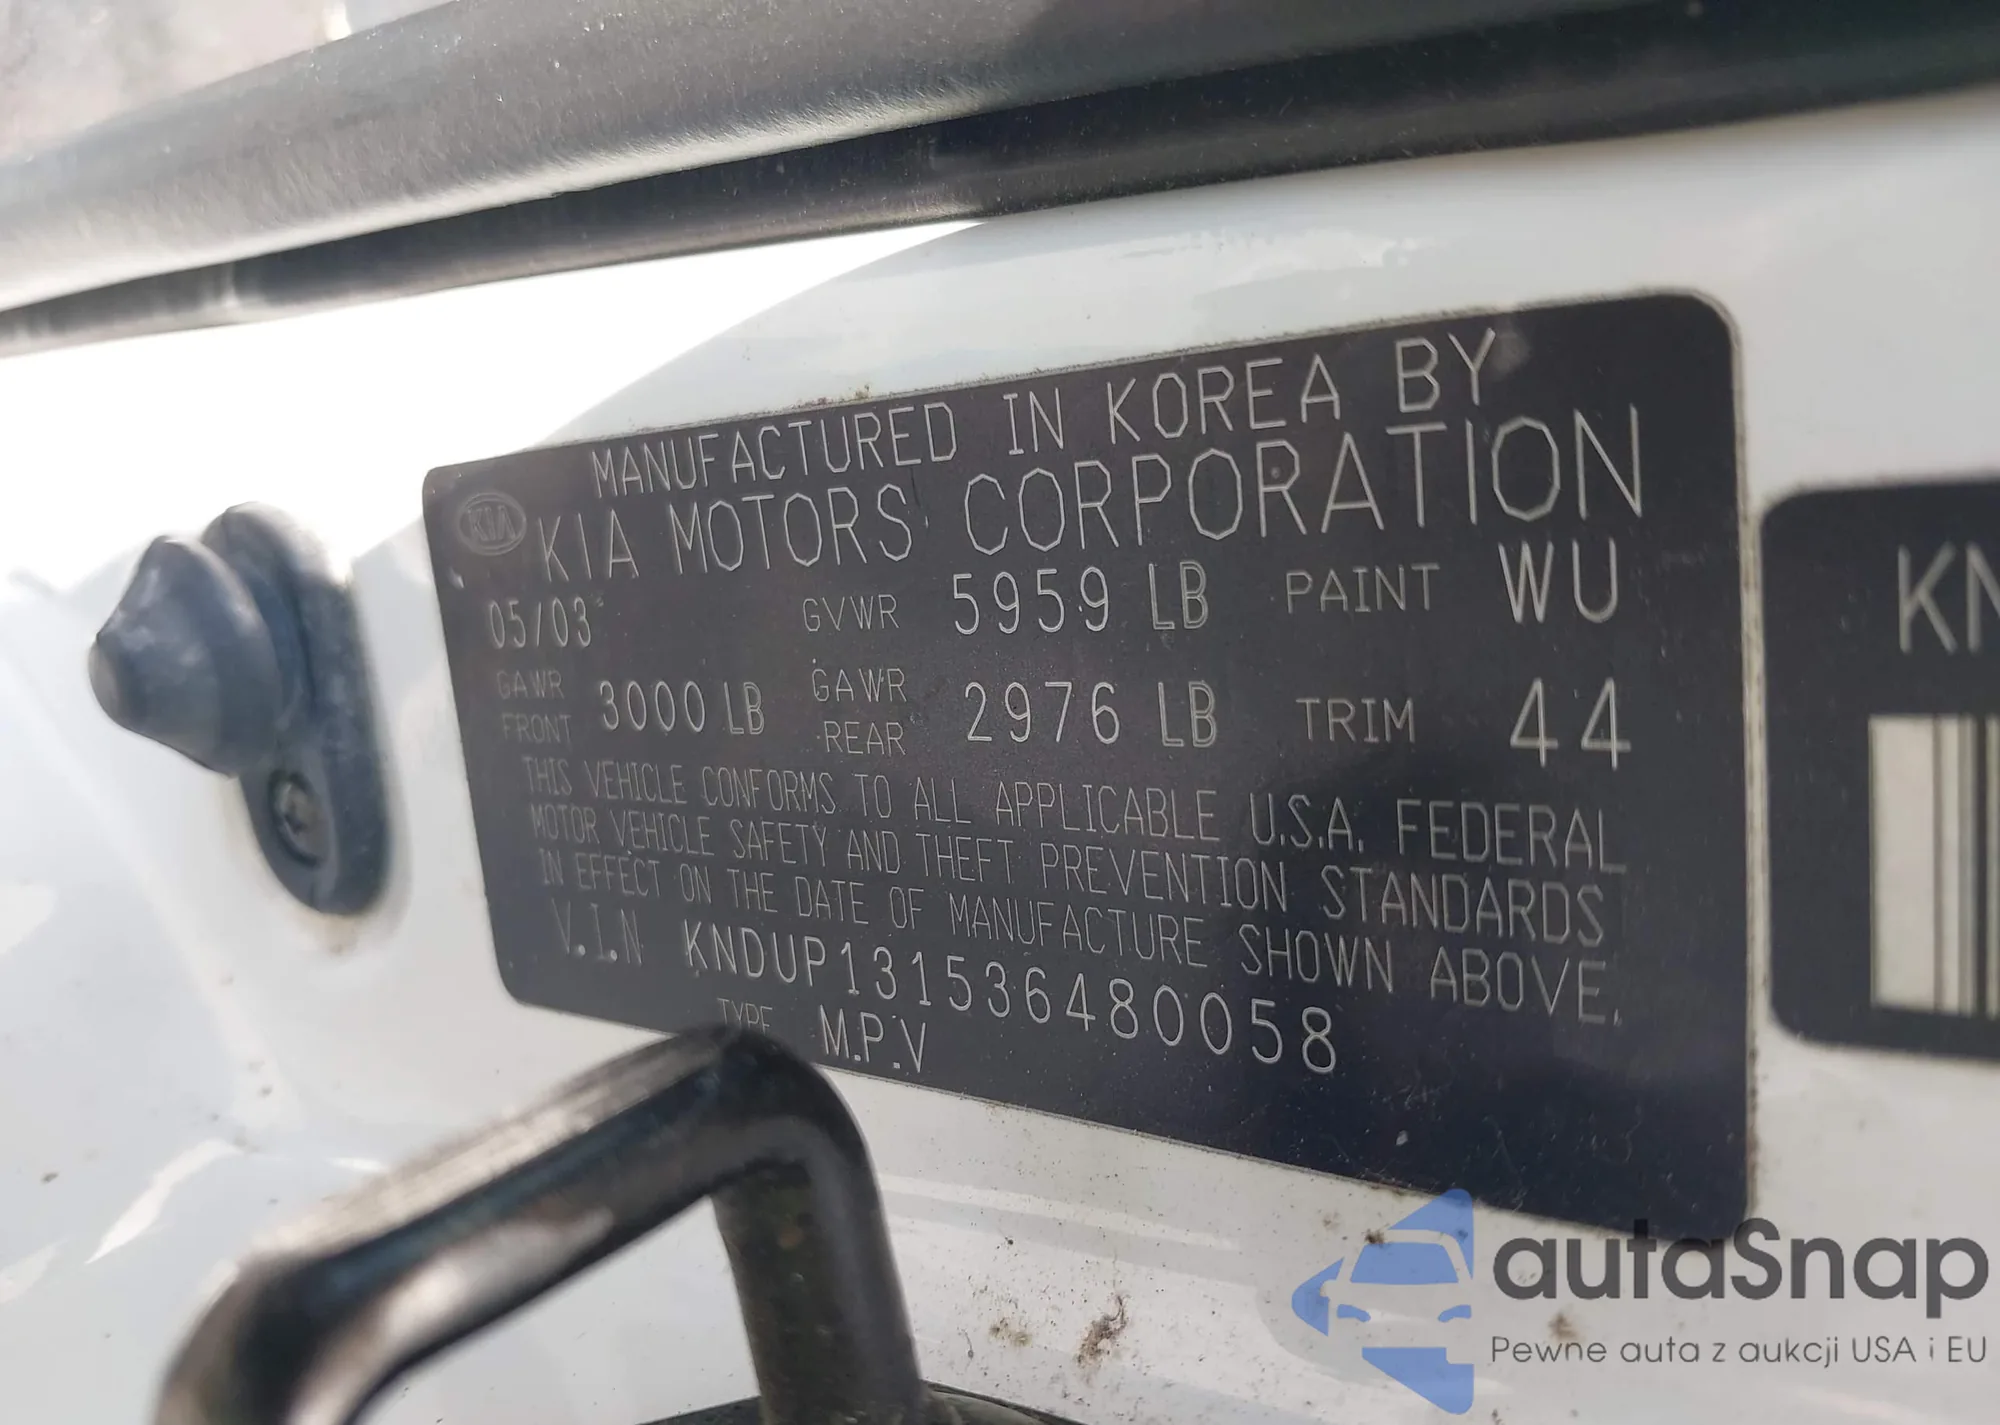 MANUFACTURED IN KOREA BY
KIA KIA MOTORS CORPORATION
05/03 GVWR 5959 LB PAINT WU
GAWR FRONT 3000 LB GAWR REAR 2976 LB TRIM 44
THIS VEHICLE CONFORMS TO ALL APPLICABLE U.S.A. FEDERAL
MOTOR VEHICLE SAFETY AND THEFT PREVENTION STANDARDS
IN EFFECT ON THE DATE OF MANUFACTURE SHOWN ABOVE.
V.I.N KNDUP131536480058
TYPE M.P.V
KN
autaSnap
Pewne auta z aukcji USA i EU